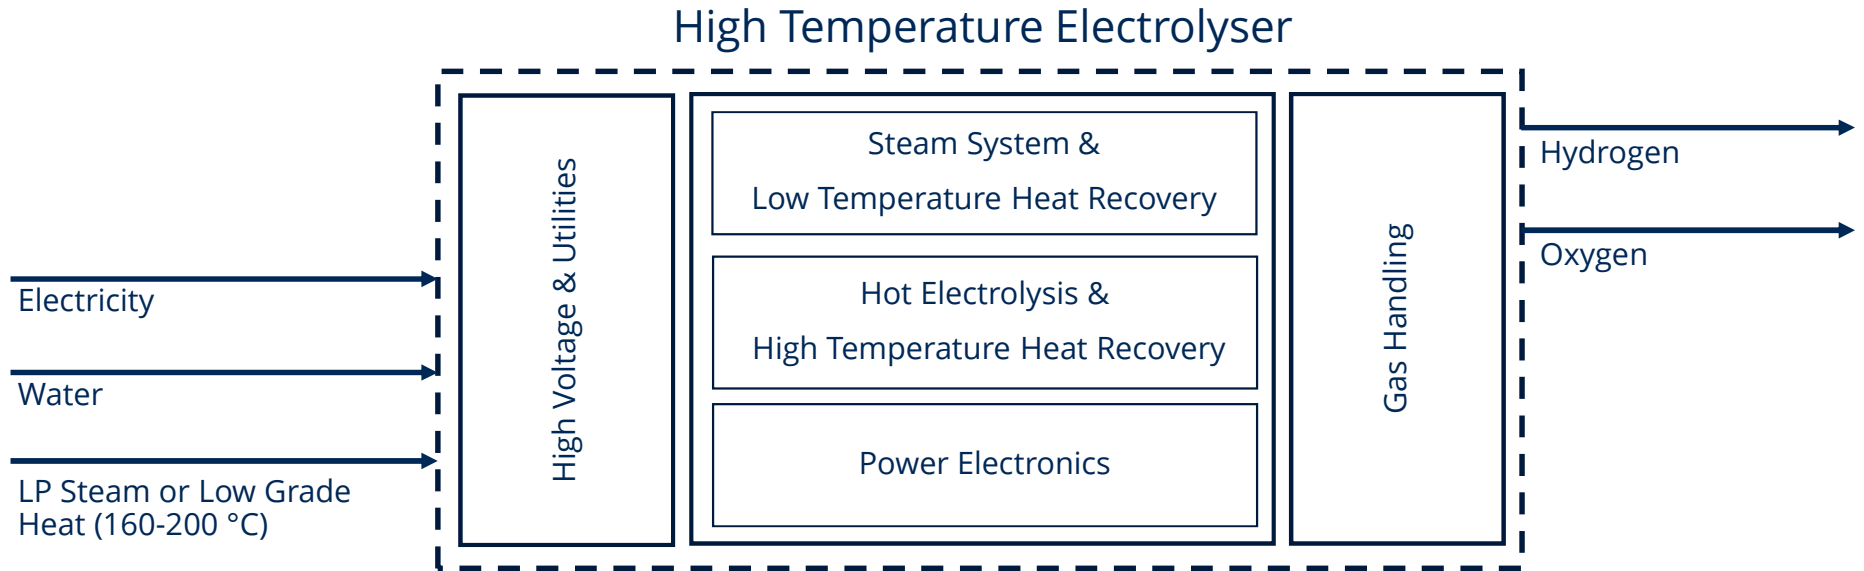 High Temperature Electrolyser
Electricity
Water
LP Steam or Low Grade
Heat (160-200 °C)
High Voltage & Utilities
Steam System &
Low Temperature Heat Recovery
Hot Electrolysis &
High Temperature Heat Recovery
Power Electronics
Gas Handling
Hydrogen
Oxygen